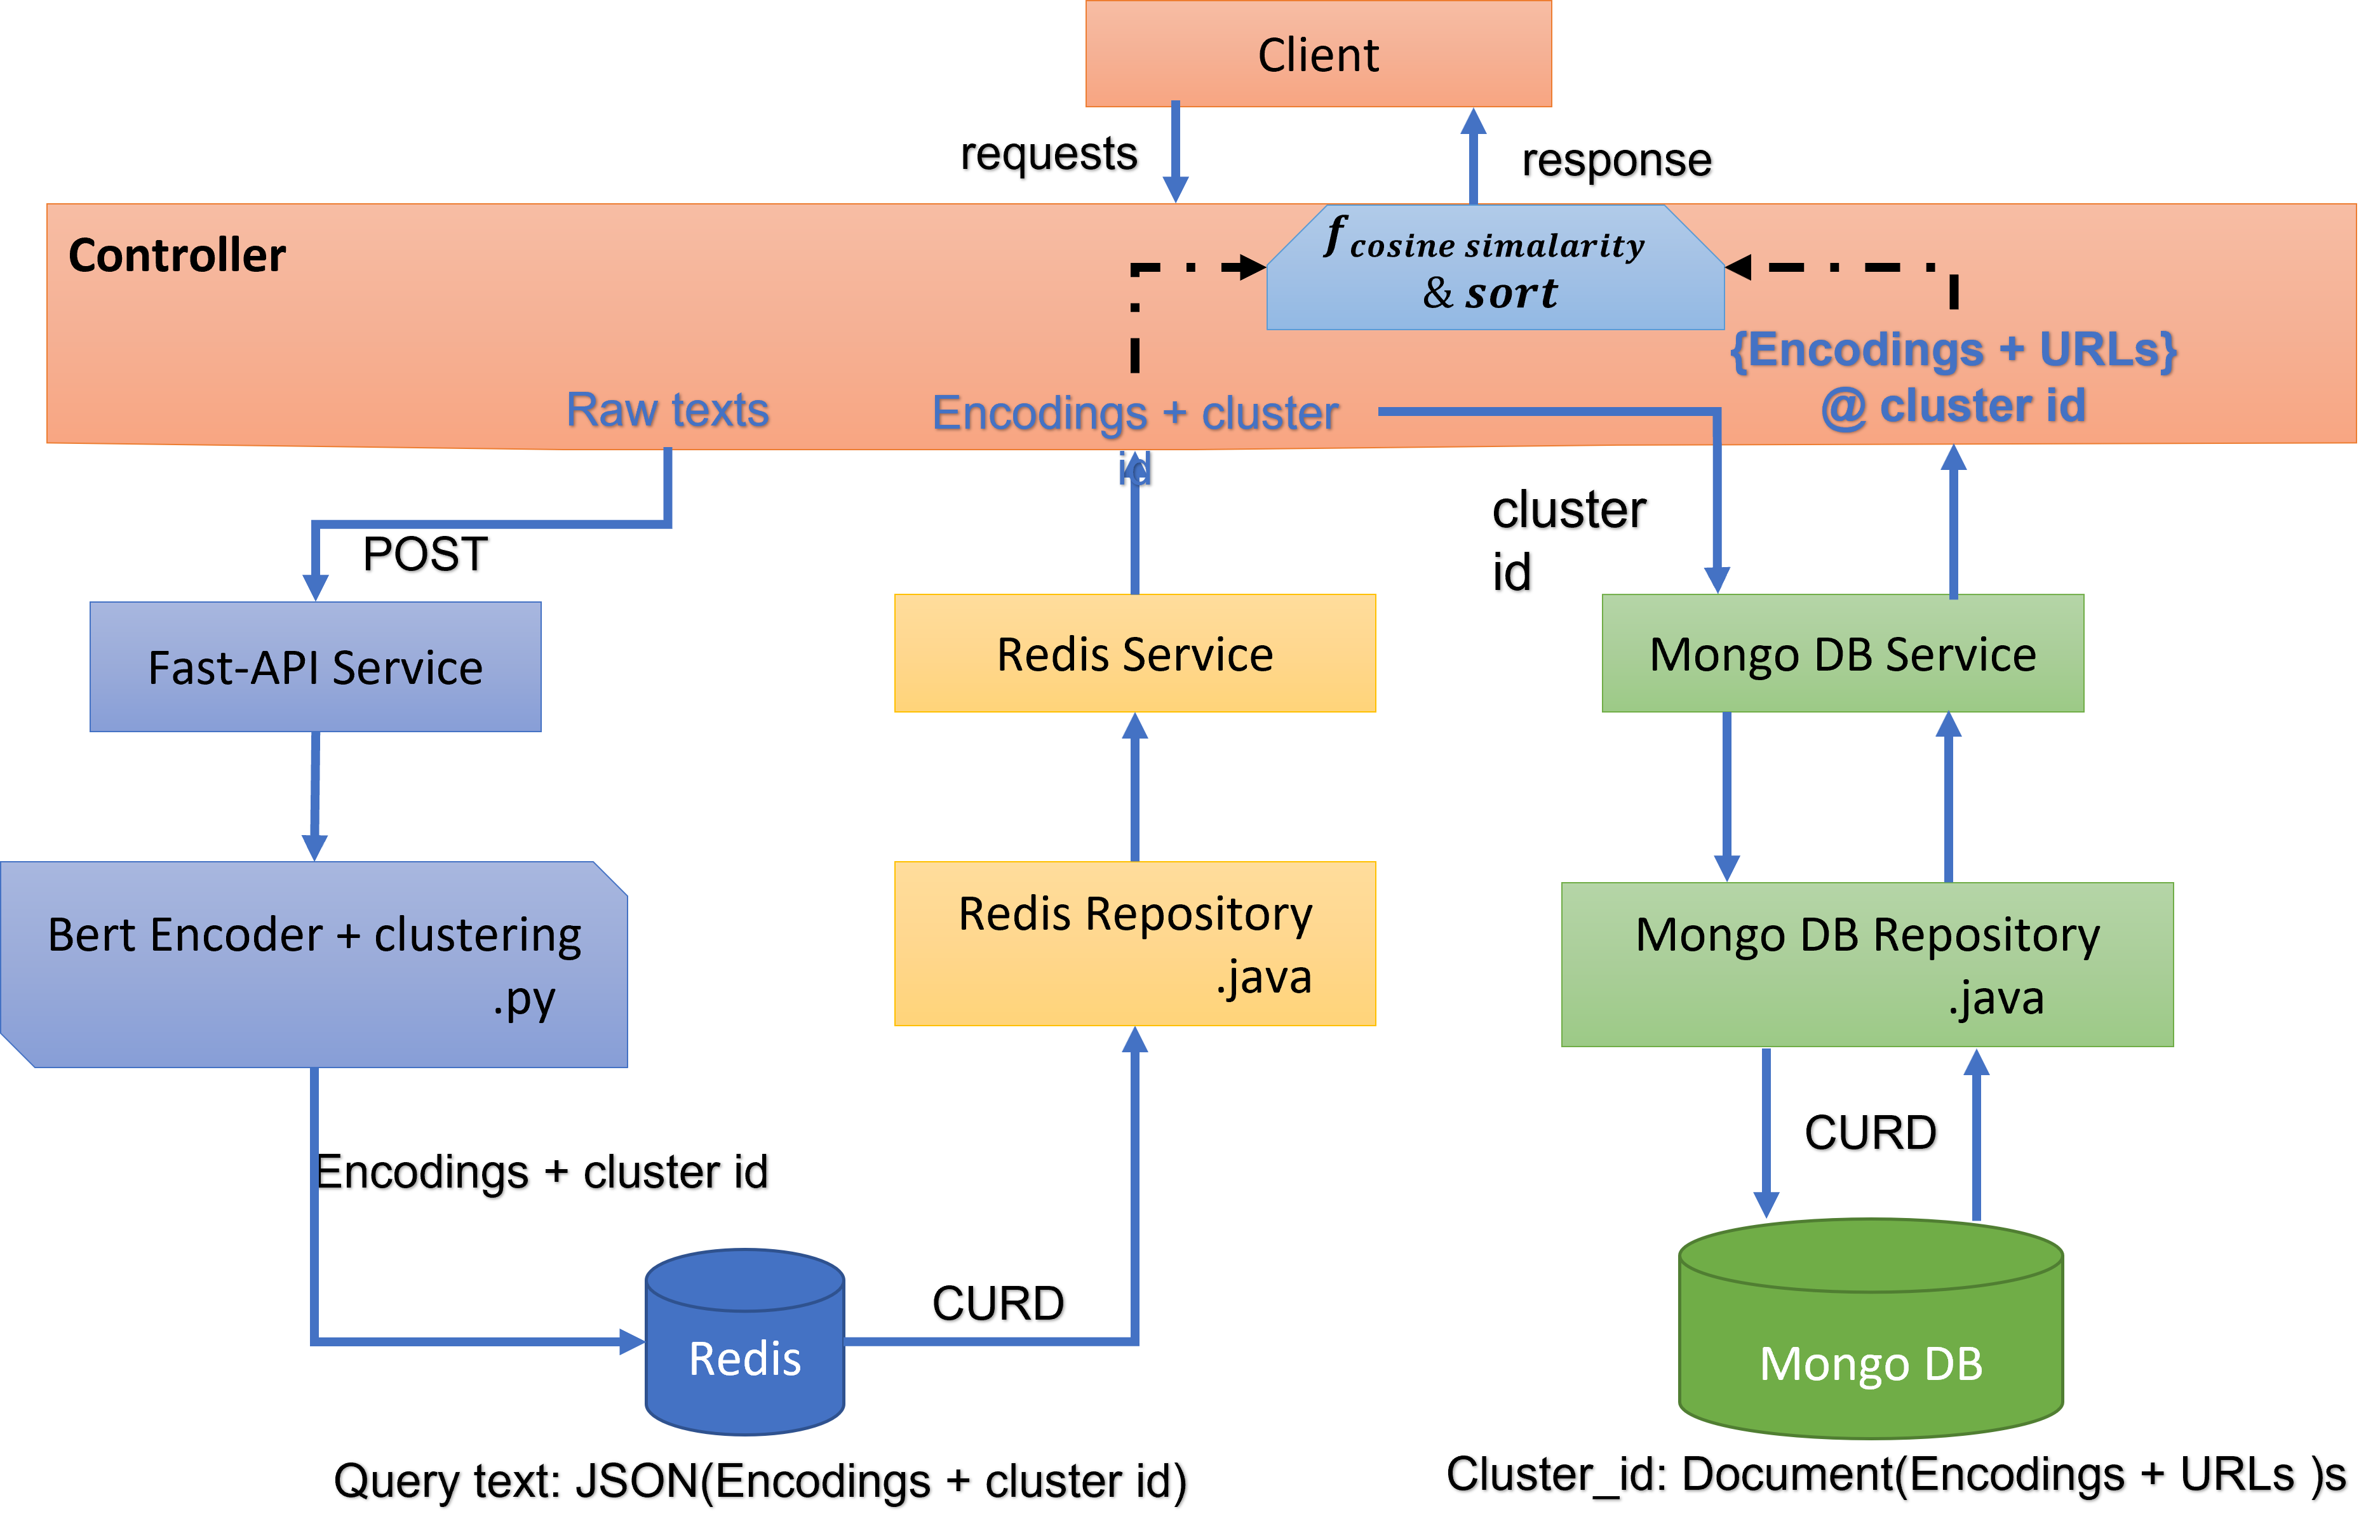 Client
requests
response
Controller
f cosine simalarity
& sort
{Encodings + URLs}
@ cluster id
Raw texts
Encodings + cluster
id
cluster
id
POST
Fast-API Service
Redis Service
Mongo DB Service
Bert Encoder + clustering
.py
Redis Repository
.java
Mongo DB Repository
.java
Encodings + cluster id
CURD
CURD
Redis
Mongo DB
Query text: JSON(Encodings + cluster id)
Cluster_id: Document(Encodings + URLs )s